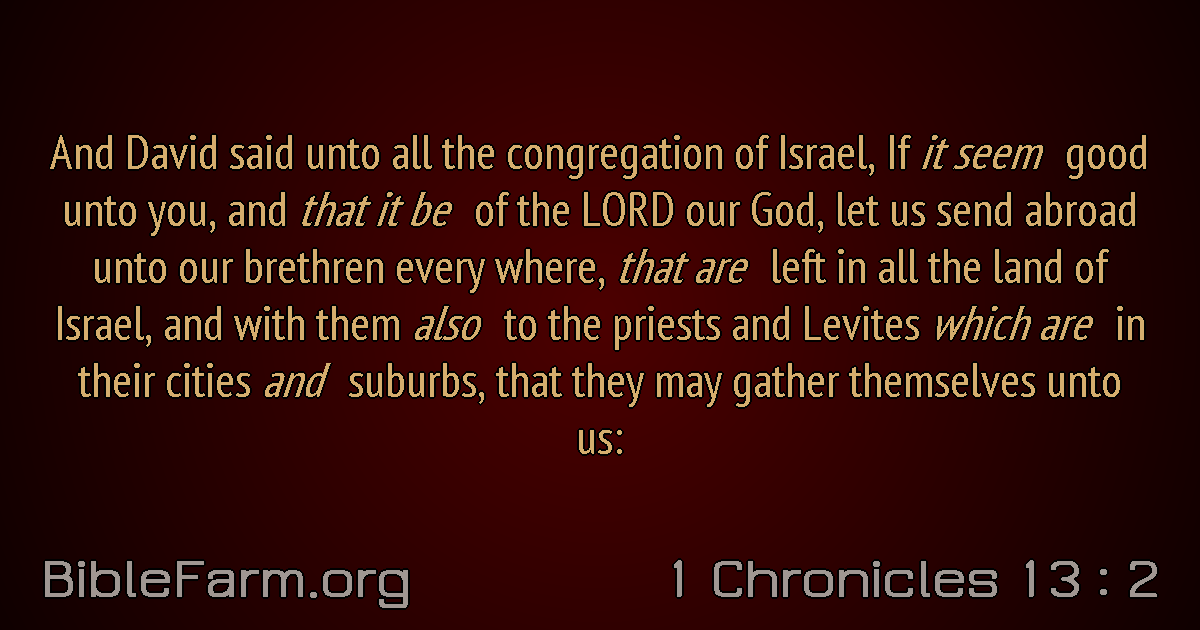 And David said unto all the congregation of Israel, If it seem good
unto you, and that it be of the LORD our God, let us send abroad
unto our brethren every where, that are left in all the land of
Israel, and with them also to the priests and Levites which are in
their cities and suburbs, that they may gather themselves unto
us:
BibleFarm.org
1 Chronicles 13 : 2